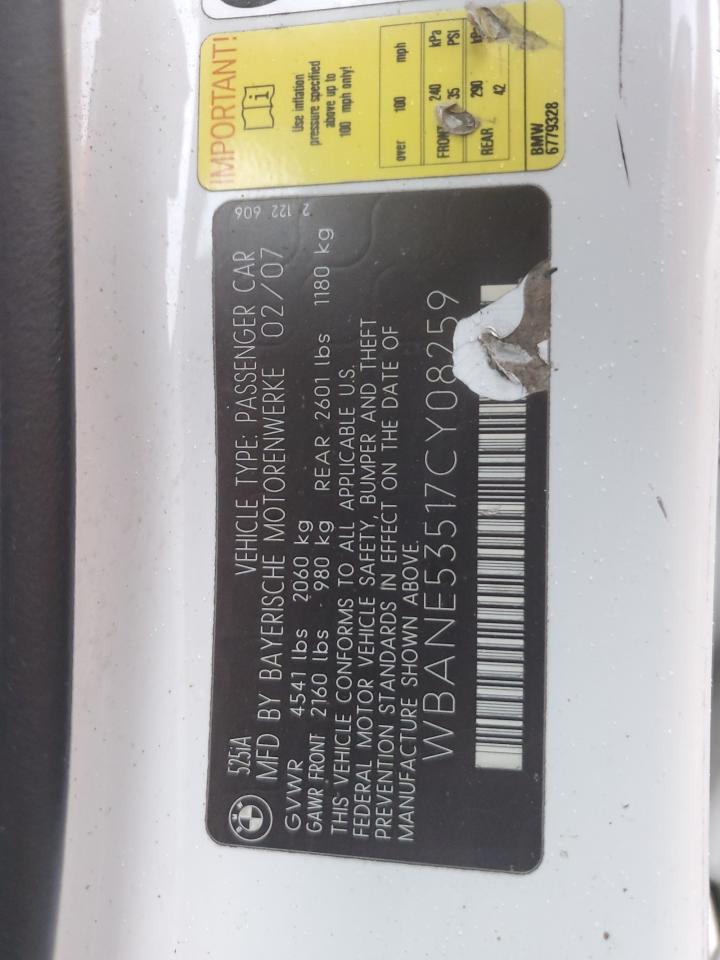 525iA
VEHICLE TYPE: PASSENGER CAR
MFD BY BAYERISCHE MOTORENWERKE 02/07
GVWR 4541 lbs 2060 kg
GAWR FRONT 2160 lbs - 980 kg REAR 2601 lbs 1180 kg
THIS VEHICLE CONFORMS TO ALL APPLICABLE U.S.
FEDERAL MOTOR VEHICLE SAFETY, BUMPER AND THEFT
PREVENTION STANDARDS IN EFFECT ON THE DATE OF
MANUFACTURE SHOWN ABOVE.
WBANE53517CY08259
2 122 606
IMPORTANT!
i
Use inflation
pressure specified
above up to
100 mph only!
over 100 mph
FRONT 240 kPa
35 PSI
REAR 290 kPa
42
BMW
6779328